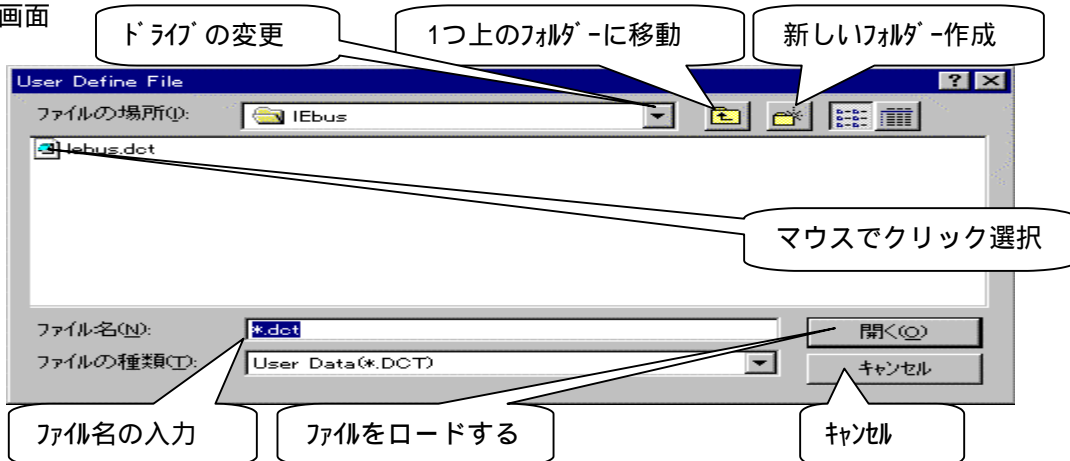 画面
ﾄﾞﾗｲﾌﾞの変更
1つ上のﾌｫﾙﾀﾞｰに移動
新しいﾌｫﾙﾀﾞｰ作成
User Define File
ファイルの場所(I):
IEbus
Iebus.dct
マウスでクリック選択
ファイル名(N):
*.dct
開く(O)
ファイルの種類(T):
User Data(*.DCT)
キャンセル
ﾌｧｲﾙ名の入力
ﾌｧｲﾙをロードする
ｷｬﾝｾﾙ